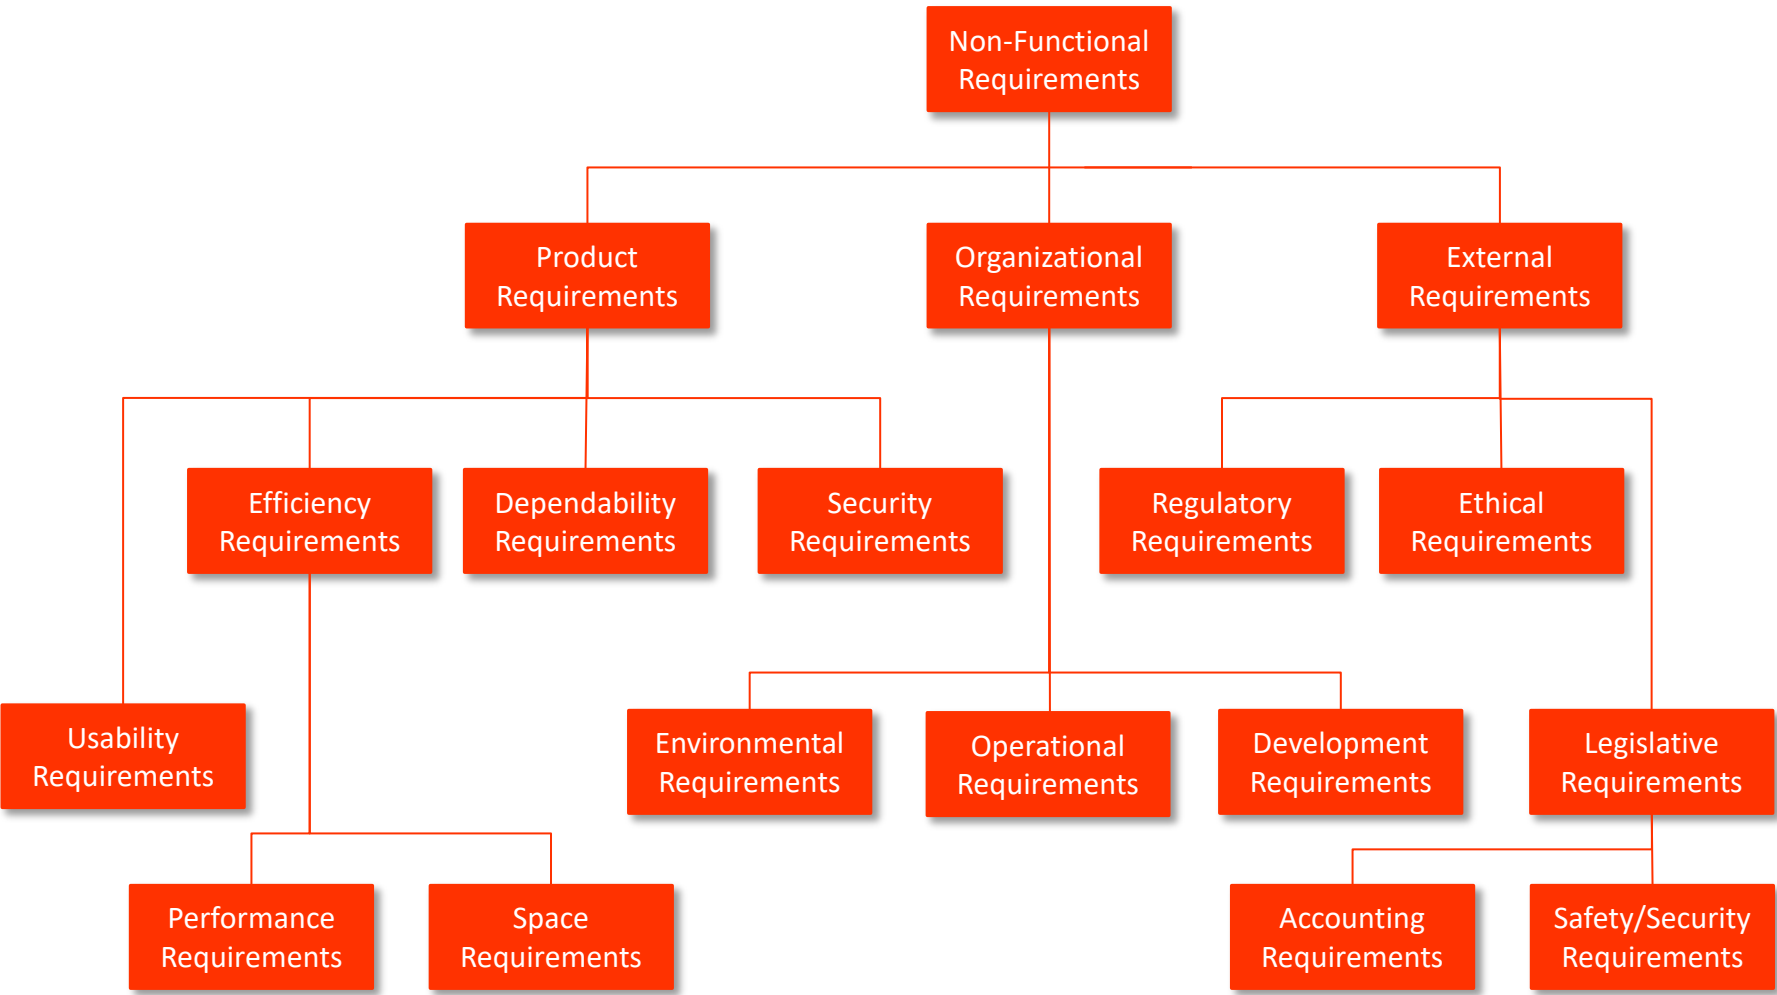 Non-Functional
Requirements
Product
Requirements
Organizational
Requirements
External
Requirements
Efficiency
Requirements
Dependability
Requirements
Security
Requirements
Regulatory
Requirements
Ethical
Requirements
Usability
Requirements
Environmental
Requirements
Operational
Requirements
Development
Requirements
Legislative
Requirements
Performance
Requirements
Space
Requirements
Accounting
Requirements
Safety/Security
Requirements